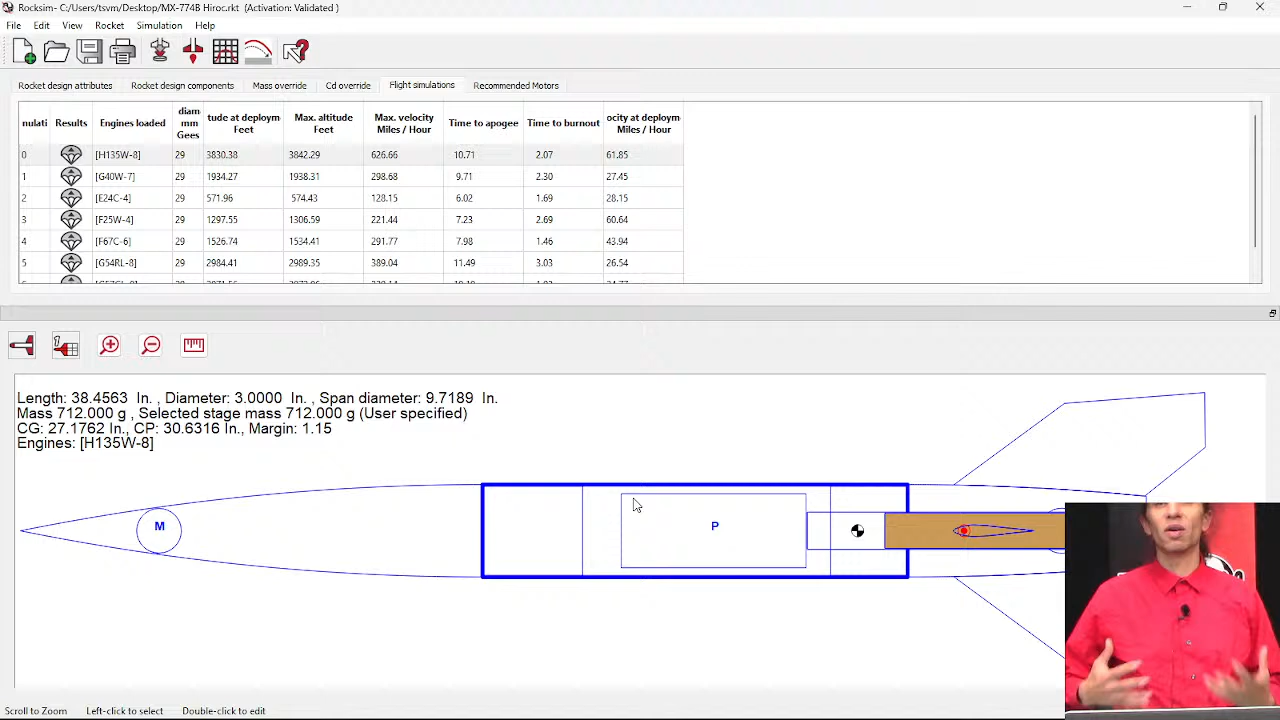 Rocksim- C:/Users/tsvm/Desktop/MX-774B Hiroc.rkt (Activation: Validated )
File Edit View Rocket Simulation Help
Rocket design attributes Rocket design components Mass override Cd override Flight simulations Recommended Motors
nulati Results Engines loaded diam mm Gees tude at deploym Feet Max. altitude Feet Max. velocity Miles / Hour Time to apogee Time to burnout ocity at deploym Miles / Hour
0 [H135W-8] 29 3830.38 3842.29 626.66 10.71 2.07 61.85
1 [G40W-7] 29 1934.27 1938.31 298.68 9.71 2.30 27.45
2 [E24C-4] 29 571.96 574.43 128.15 6.02 1.69 28.15
3 [F25W-4] 29 1297.55 1306.59 221.44 7.23 2.69 60.64
4 [F67C-6] 29 1526.74 1534.41 291.77 7.98 1.46 43.94
5 [G54RL-8] 29 2984.41 2989.35 389.04 11.49 3.03 26.54
Length: 38.4563 In. , Diameter: 3.0000 In. , Span diameter: 9.7189 In.
Mass 712.000 g , Selected stage mass 712.000 g (User specified)
CG: 27.1762 In., CP: 30.6316 In., Margin: 1.15
Engines: [H135W-8]
M P
Scroll to Zoom Left-click to select Double-click to edit